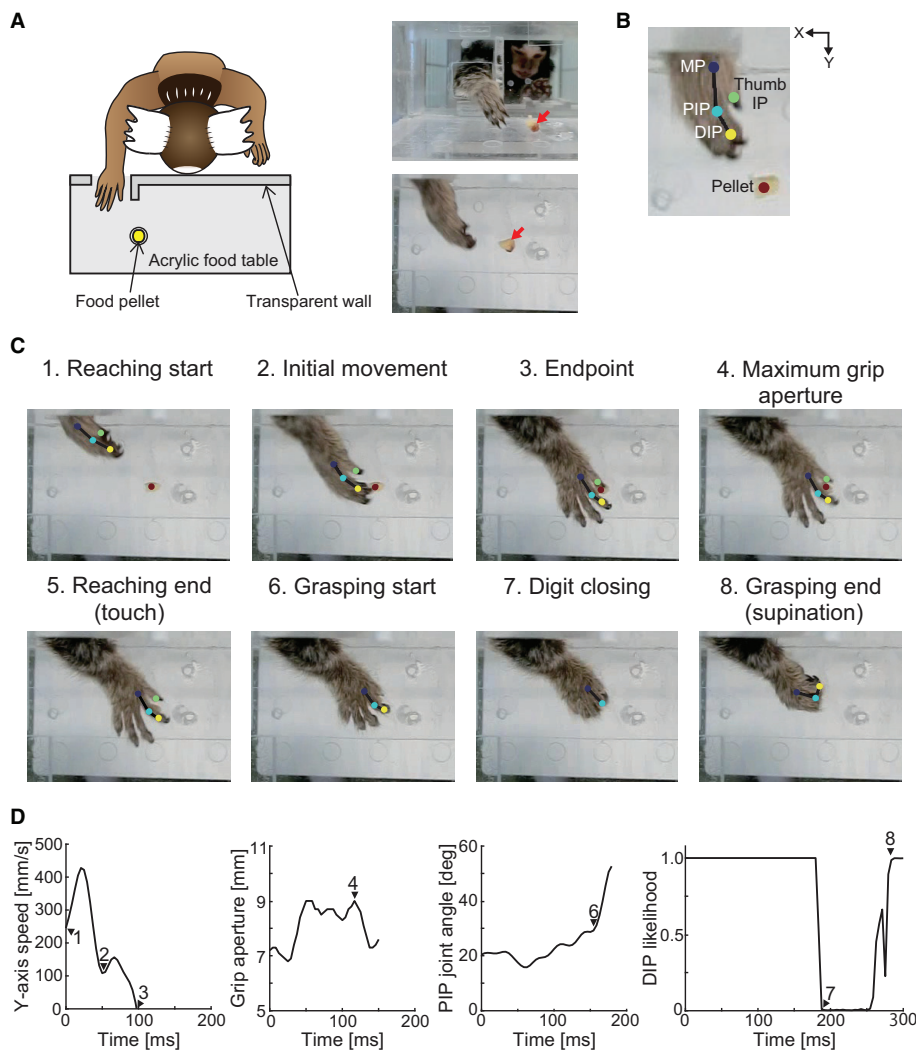 A
Acrylic food table
Food pellet
Transparent wall
B
X
Y
MP
Thumb
IP
PIP
DIP
Pellet
C
1. Reaching start
2. Initial movement
3. Endpoint
4. Maximum grip
aperture
5. Reaching end
(touch)
6. Grasping start
7. Digit closing
8. Grasping end
(supination)
D
Y-axis speed [mm/s]
500
400
300
200
100
0
1
2
3
0
100
200
Time [ms]
Grip aperture [mm]
11
9
7
5
4
0
100
200
Time [ms]
PIP joint angle [deg]
60
40
20
0
6
0
100
200
Time [ms]
DIP likelihood
1.0
0.5
0
7
8
0
100
200
300
Time [ms]